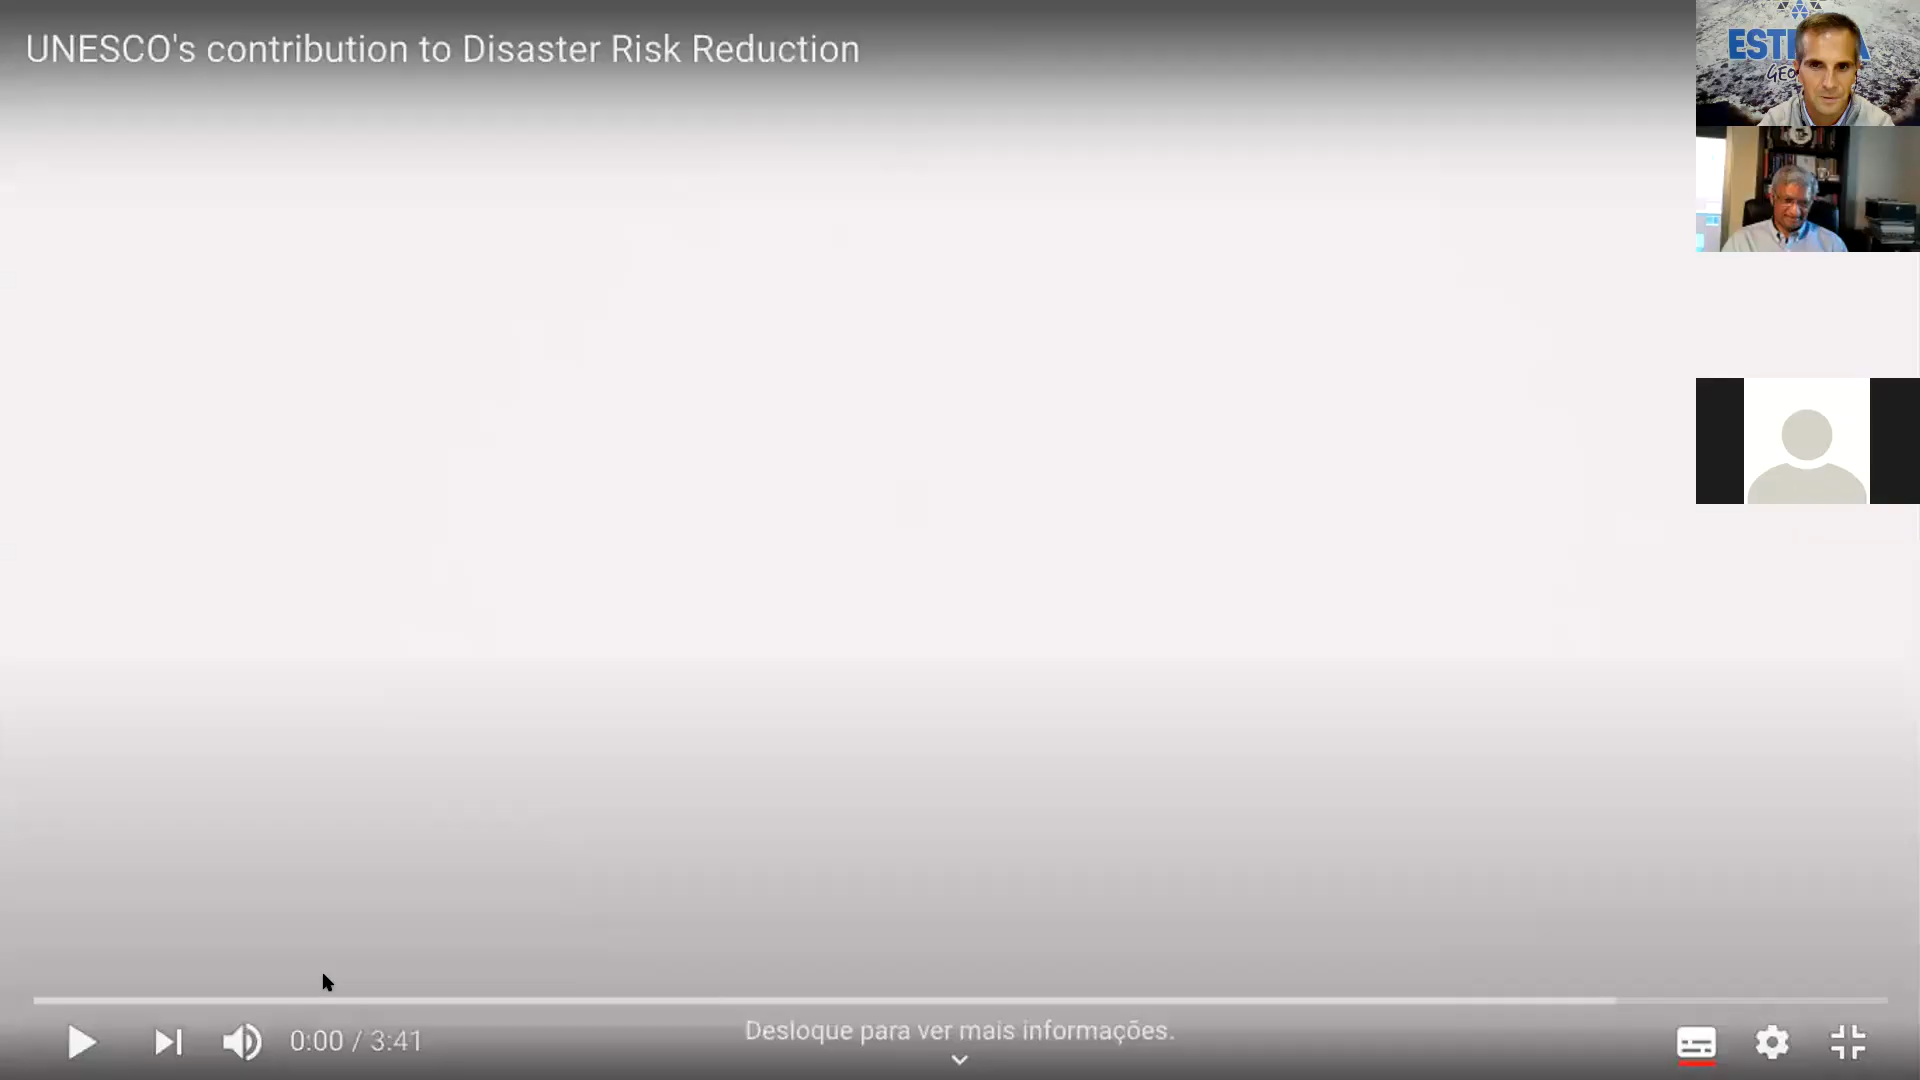 UNESCO's contribution to Disaster Risk Reduction
0:00 / 3:41
Desloque para ver mais informações.